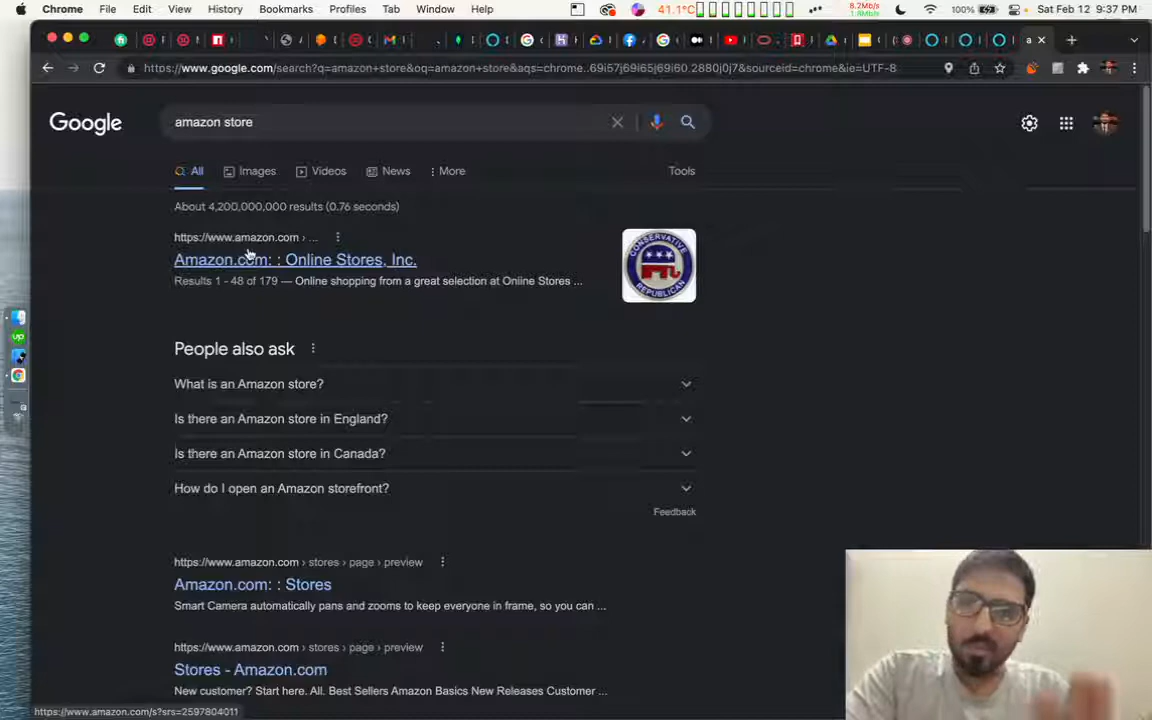 Chrome File Edit View History Bookmarks Profiles Tab Window Help 41.1°C 8.2Mb/s 1.8Mb/s 100% Sat Feb 12 9:37 PM
https://www.google.com/search?q=amazon+store&oq=amazon+store&aqs=chrome..69i57j69i65j69i60.2880j0j7&sourceid=chrome&ie=UTF-8
Google
amazon store
All Images Videos News More Tools
About 4,200,000,000 results (0.76 seconds)
https://www.amazon.com › ...
Amazon.com: : Online Stores, Inc.
Results 1 - 48 of 179 — Online shopping from a great selection at Online Stores ...
CONSERVATIVE
REPUBLICAN
People also ask
What is an Amazon store?
Is there an Amazon store in England?
Is there an Amazon store in Canada?
How do I open an Amazon storefront?
Feedback
https://www.amazon.com › stores › page › preview
Amazon.com: : Stores
Smart Camera automatically pans and zooms to keep everyone in frame, so you can ...
https://www.amazon.com › stores › page › preview
Stores - Amazon.com
New customer? Start here. All. Best Sellers Amazon Basics New Releases Customer ...
https://www.amazon.com/s?srs=2597804011
up